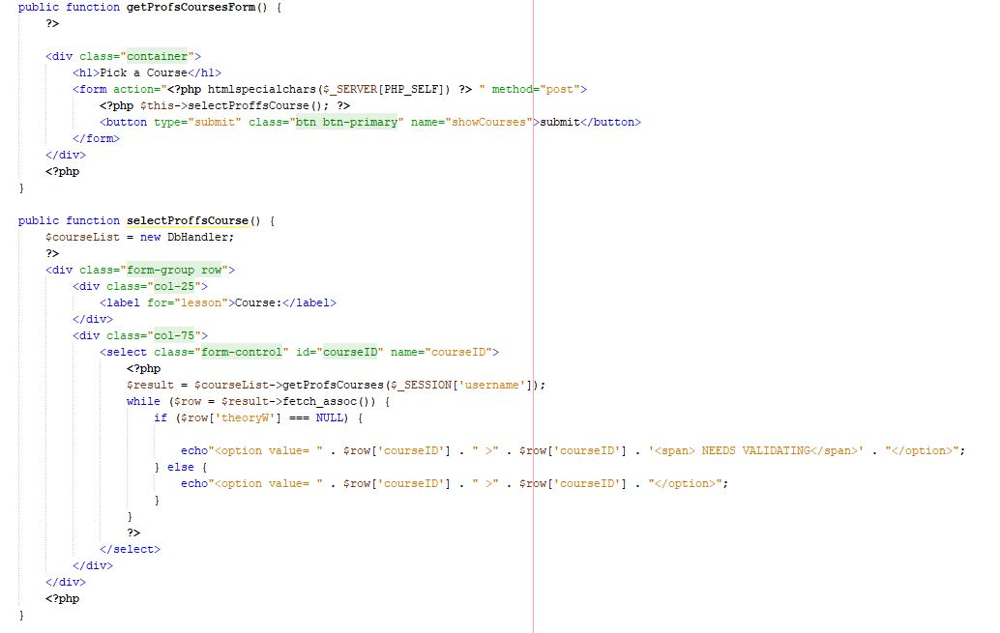 public function getProfsCoursesForm() {
?>
<div class="container">
<h1>Pick a Course</h1>
<form action="<?php htmlspecialchars($_SERVER[PHP_SELF]) ?> " method="post">
<?php $this->selectProffsCourse(); ?>
<button type="submit" class="btn btn-primary" name="showCourses">submit</button>
</form>
</div>
<?php
}
public function selectProffsCourse() {
$courseList = new DbHandler;
?>
<div class="form-group row">
<div class="col-25">
<label for="lesson">Course:</label>
</div>
<div class="col-75">
<select class="form-control" id="courseID" name="courseID">
<?php
$result = $courseList->getProfsCourses($_SESSION['username']);
while ($row = $result->fetch_assoc()) {
if ($row['theoryW'] === NULL) {
echo"<option value= " . $row['courseID'] . " >" . $row['courseID'] . '<span> NEEDS VALIDATING</span>' . "</option>";
} else {
echo"<option value= " . $row['courseID'] . " >" . $row['courseID'] . "</option>";
}
}
?>
</select>
</div>
</div>
<?php
}